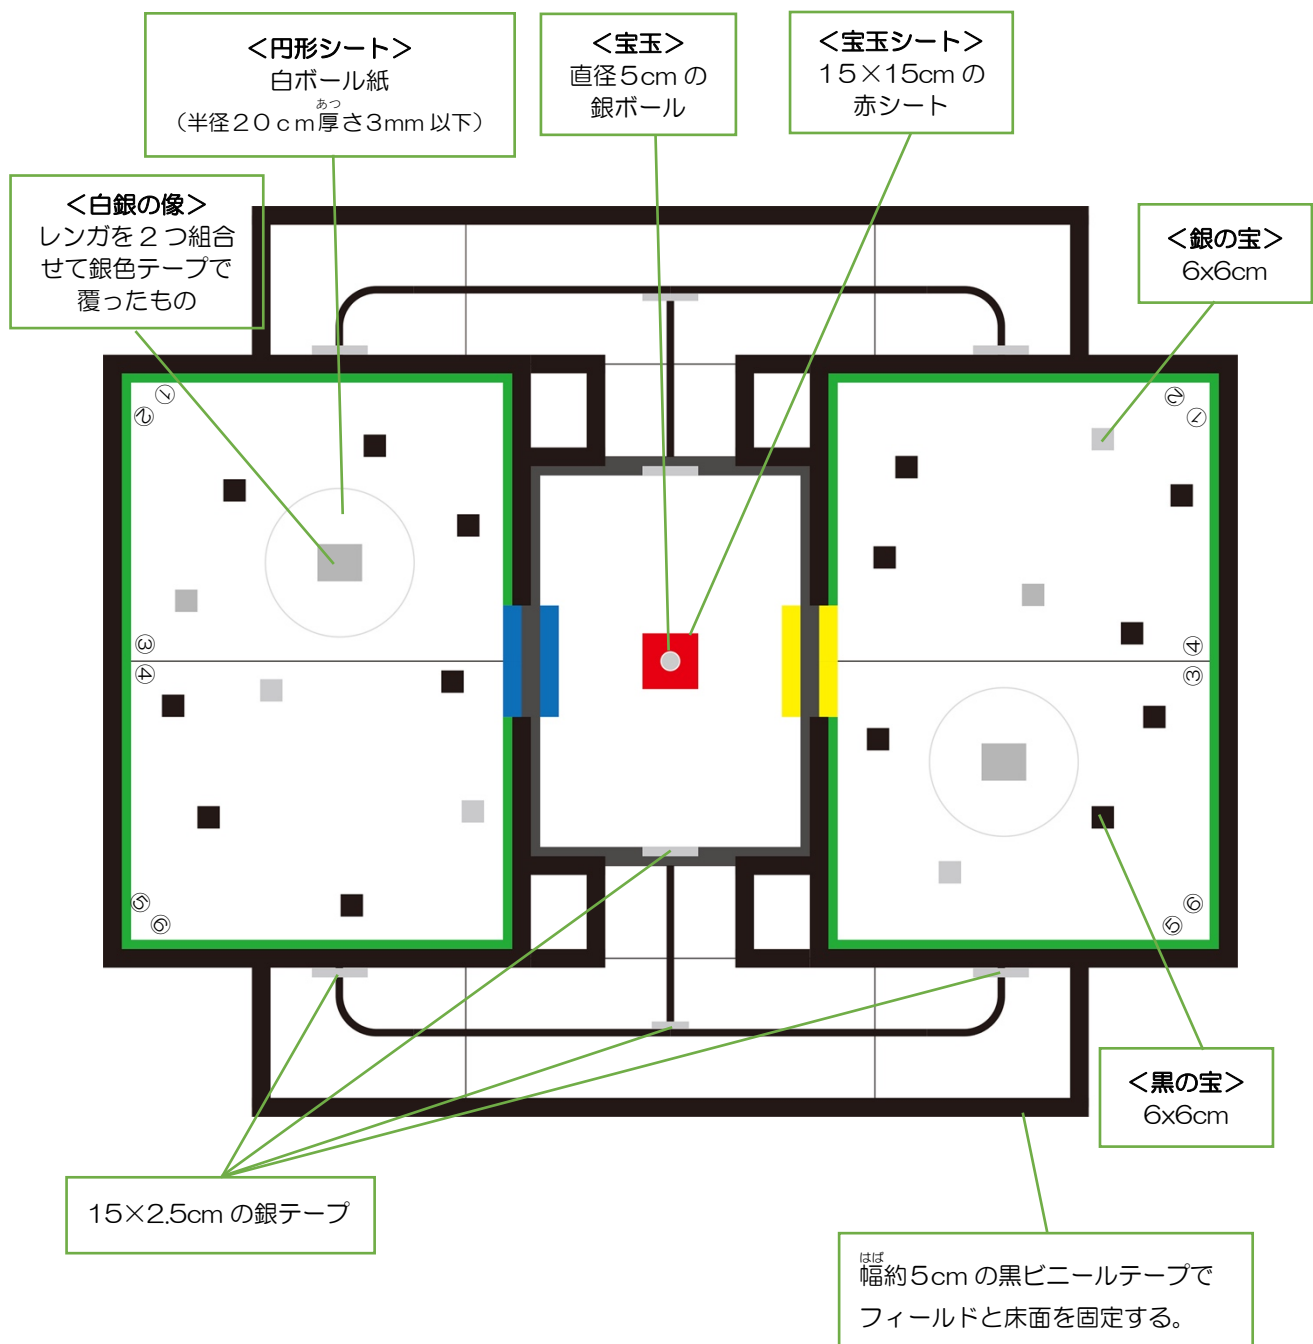 ＜円形シート＞
白ボール紙
あつ
（半径２０ｃｍ厚さ3mm 以下）
＜宝玉＞
直径５cm の
銀ボール
＜宝玉シート＞
１５×１５cm の
赤シート
＜白銀の像＞
レンガを２つ組合
せて銀色テープで
覆ったもの
＜銀の宝＞
6x6cm
①
②
③
④
⑤
⑥
②
①
④
③
⑥
⑤
＜黒の宝＞
6x6cm
15×2.5cm の銀テープ
はば
幅約５cm の黒ビニールテープで
フィールドと床面を固定する。